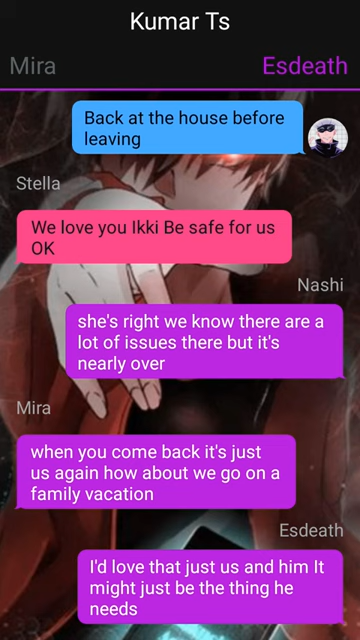 Kumar Ts
Mira
Esdeath
Back at the house before
leaving
Stella
We love you Ikki Be safe for us
OK
Nashi
she's right we know there are a
lot of issues there but it's
nearly over
Mira
when you come back it's just
us again how about we go on a
family vacation
Esdeath
I'd love that just us and him It
might just be the thing he
needs